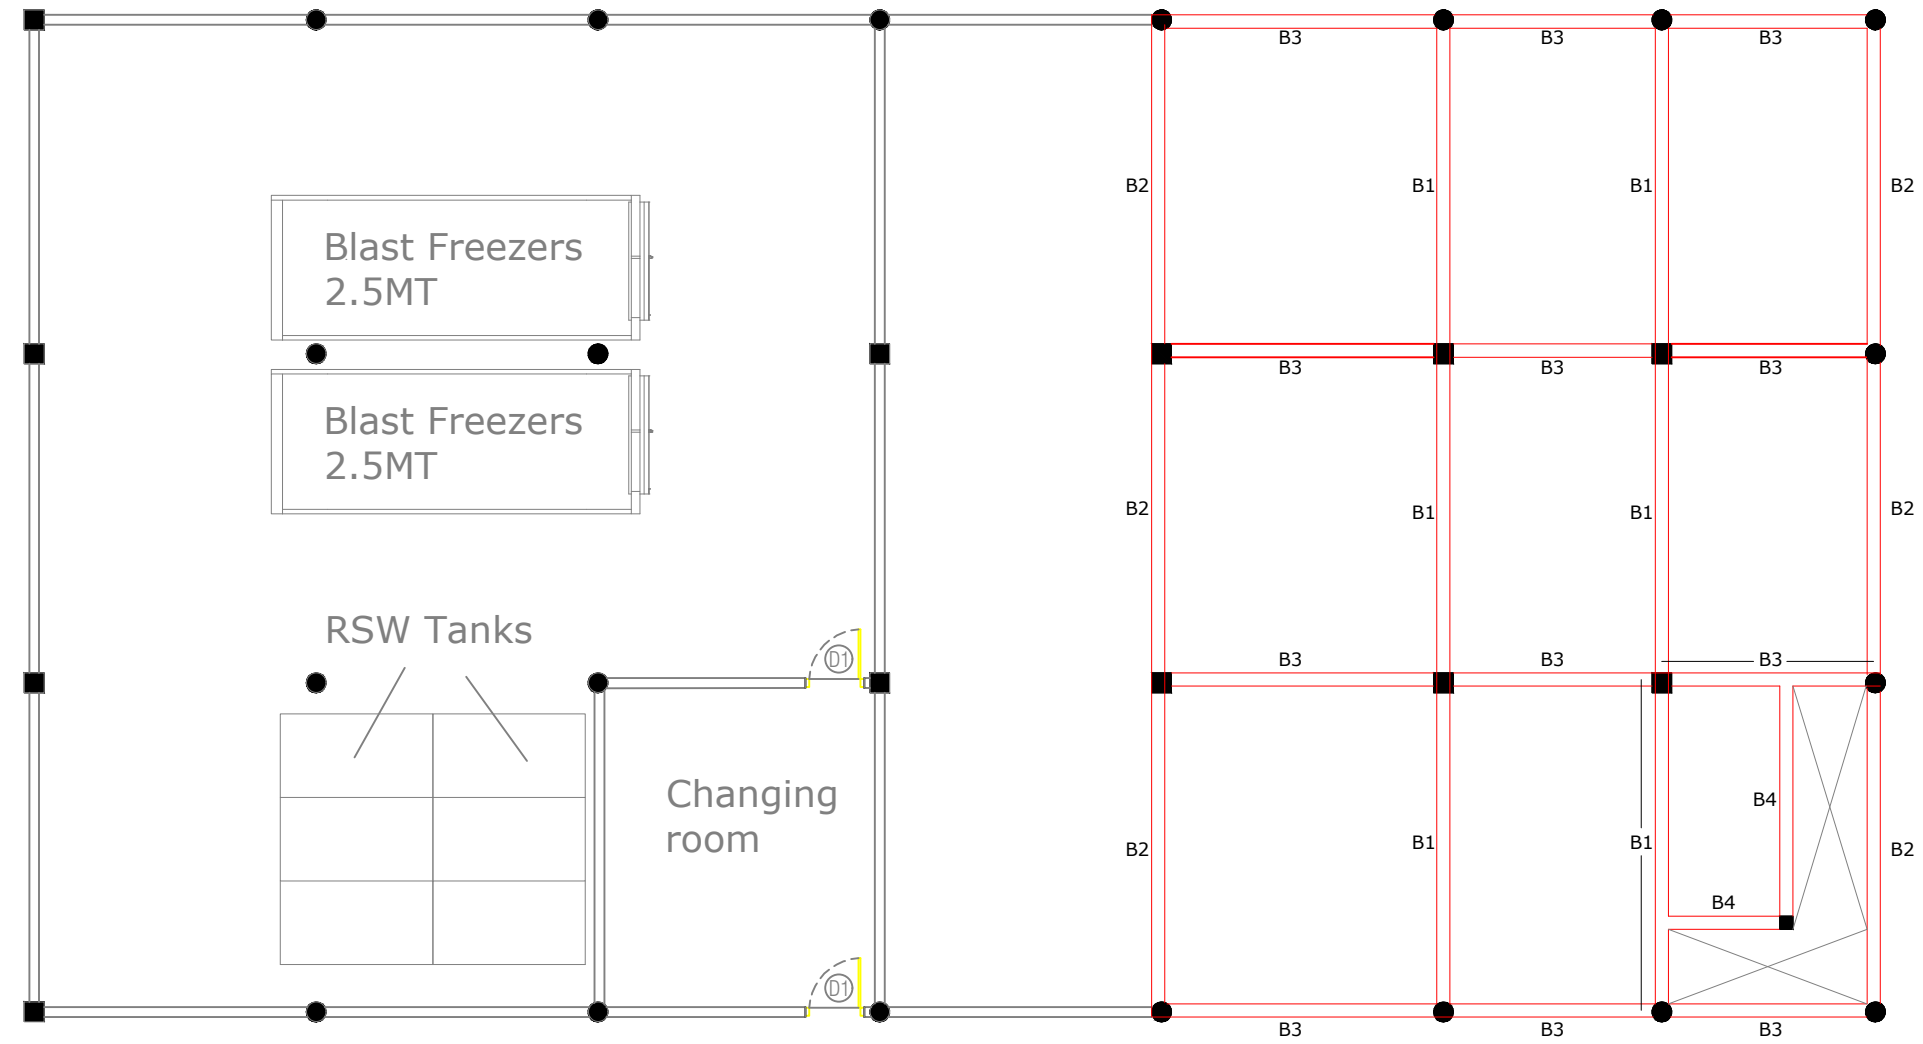 B3 B3 B3
B2 B1 B1 B2
Blast Freezers
2.5MT
B3 B3 B3
Blast Freezers
2.5MT
B2 B1 B1 B2
RSW Tanks
D1
B3 B3 B3
Changing
room
B4
B2 B1 B1 B2
B4
D1
B3 B3 B3